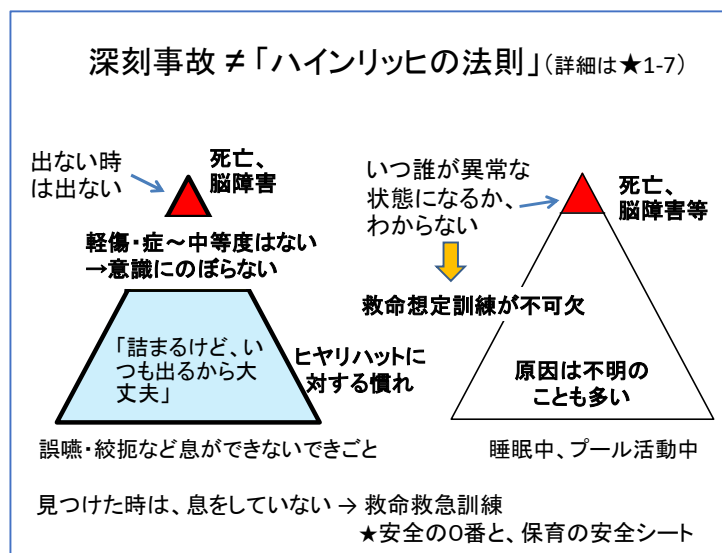 深刻事故 ≠ 「ハインリッヒの法則」(詳細は★1-7)
出ない時
は出ない
死亡、
脳障害
軽傷・症～中等度はない
→意識にのぼらない
「詰まるけど、い
つも出るから大
丈夫」
ヒヤリハットに
対する慣れ
誤嚥・絞扼など息ができないできごと
いつ誰が異常な
状態になるか、
わからない
死亡、
脳障害等
救命想定訓練が不可欠
原因は不明の
ことも多い
睡眠中、プール活動中
見つけた時は、息をしていない → 救命救急訓練
★安全の0番と、保育の安全シート